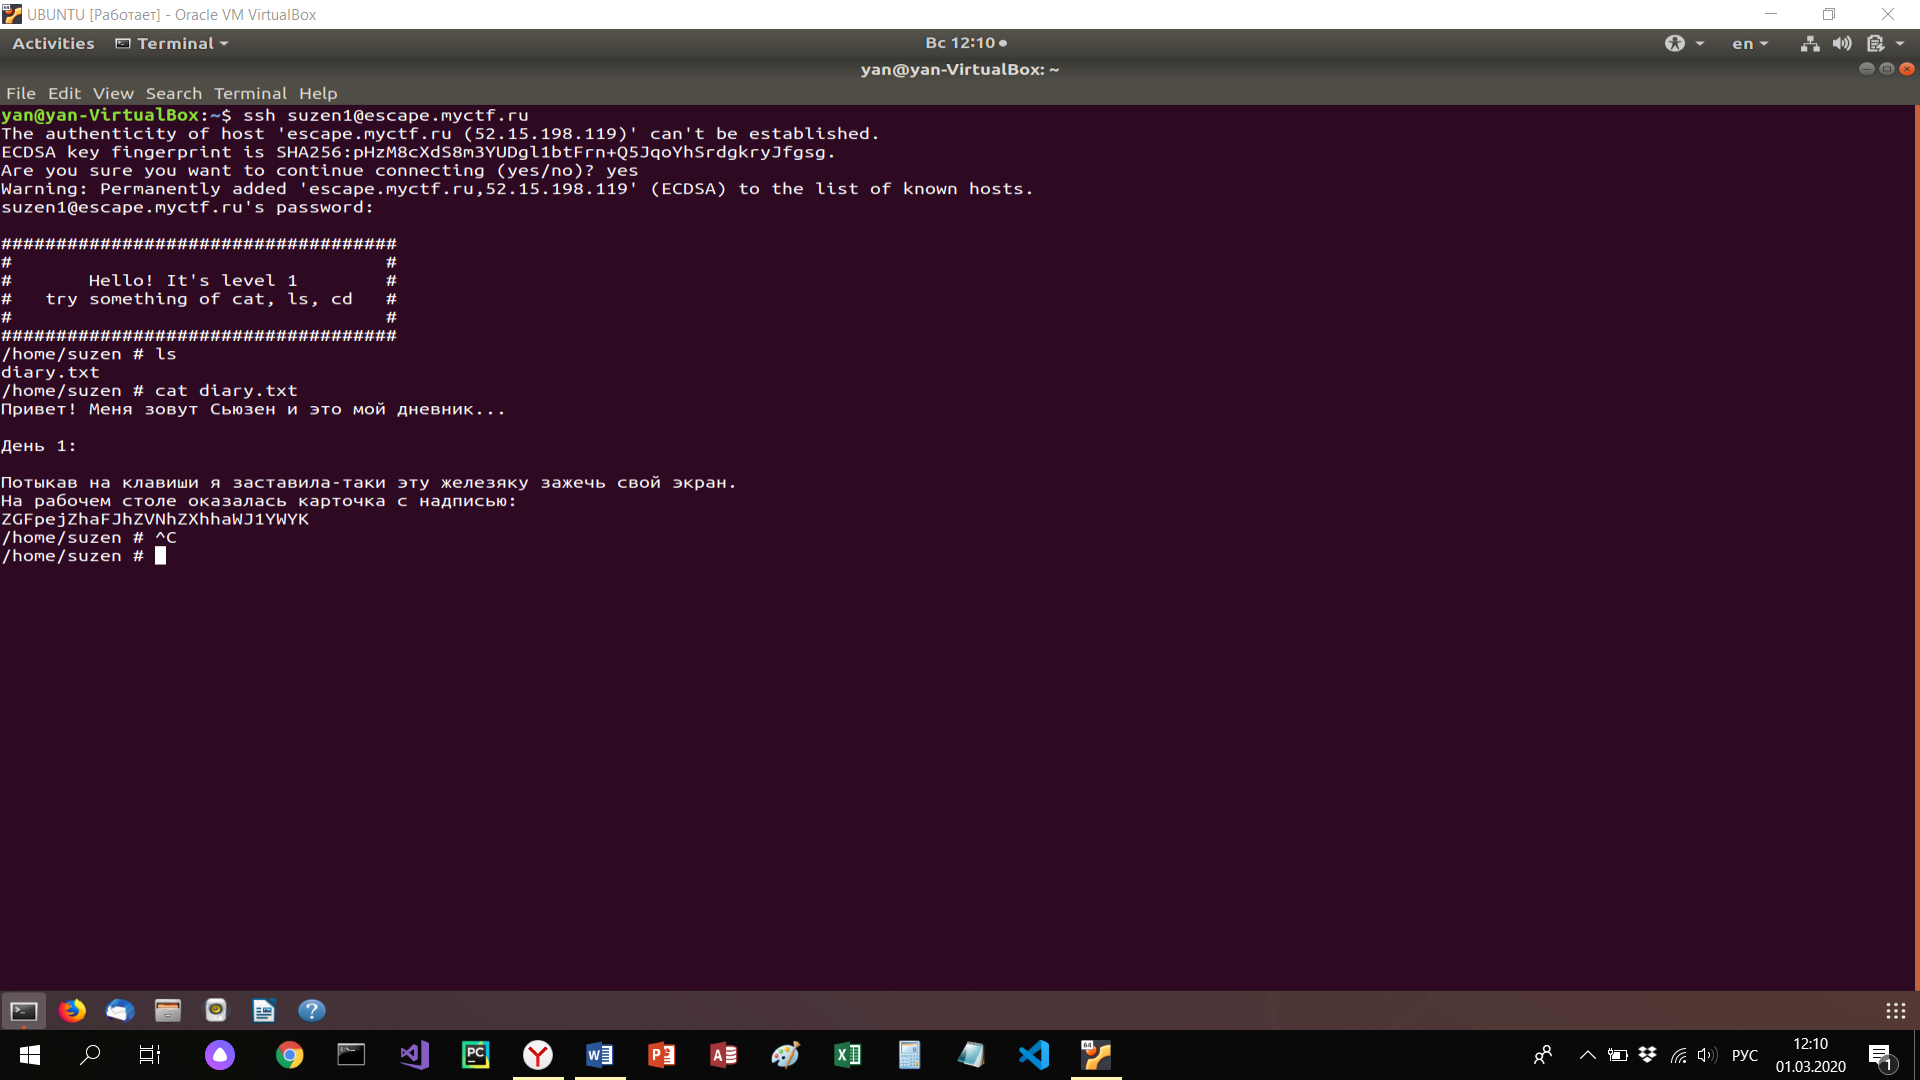 UBUNTU [Работает] - Oracle VM VirtualBox
Activities Terminal Вс 12:10 en
yan@yan-VirtualBox: ~
File Edit View Search Terminal Help
yan@yan-VirtualBox:~$ ssh suzen1@escape.myctf.ru
The authenticity of host 'escape.myctf.ru (52.15.198.119)' can't be established.
ECDSA key fingerprint is SHA256:pHzM8cXdS8m3YUDgl1btFrn+Q5JqoYhSrdgkryJfgsg.
Are you sure you want to continue connecting (yes/no)? yes
Warning: Permanently added 'escape.myctf.ru,52.15.198.119' (ECDSA) to the list of known hosts.
suzen1@escape.myctf.ru's password:
####################################
# #
# Hello! It's level 1 #
# try something of cat, ls, cd #
# #
####################################
/home/suzen # ls
diary.txt
/home/suzen # cat diary.txt
Привет! Меня зовут Сьюзен и это мой дневник...
День 1:
Потыкав на клавиши я заставила-таки эту железяку зажечь свой экран.
На рабочем столе оказалась карточка с надписью:
ZGFpejZhaFJhZVNhZXhhaWJ1YWYK
/home/suzen # ^C
/home/suzen #
РУС
12:10
01.03.2020
1